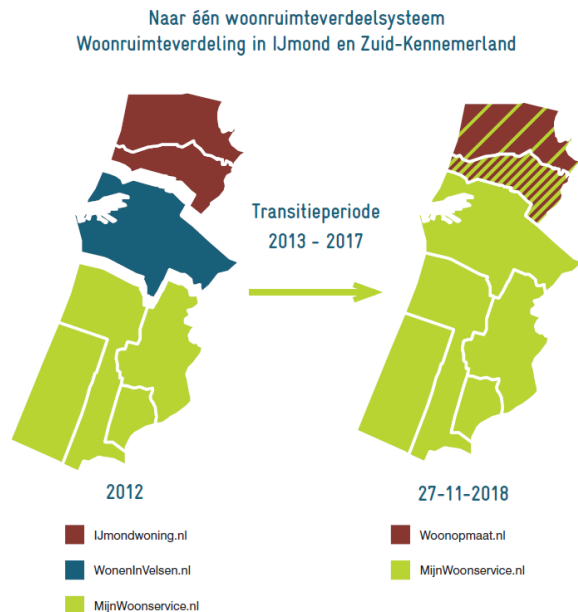 Naar één woonruimteverdeelsysteem
Woonruimteverdeling in IJmond en Zuid-Kennemerland
Transitieperiode
2013 - 2017
2012
27-11-2018
IJmondwoning.nl
WonenInVelsen.nl
MijnWoonservice.nl
Woonopmaat.nl
MijnWoonservice.nl